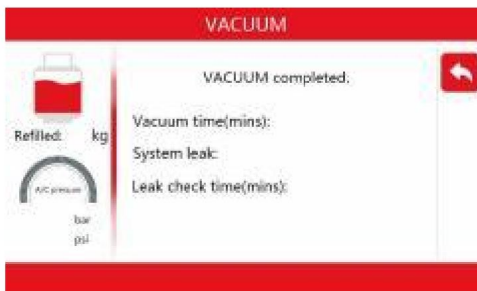 VACUUM
VACUUM completed.
Vacuum time(mins):
System leak:
Leak check time(mins):
Refilled: kg
A/C pressure
bar
psi